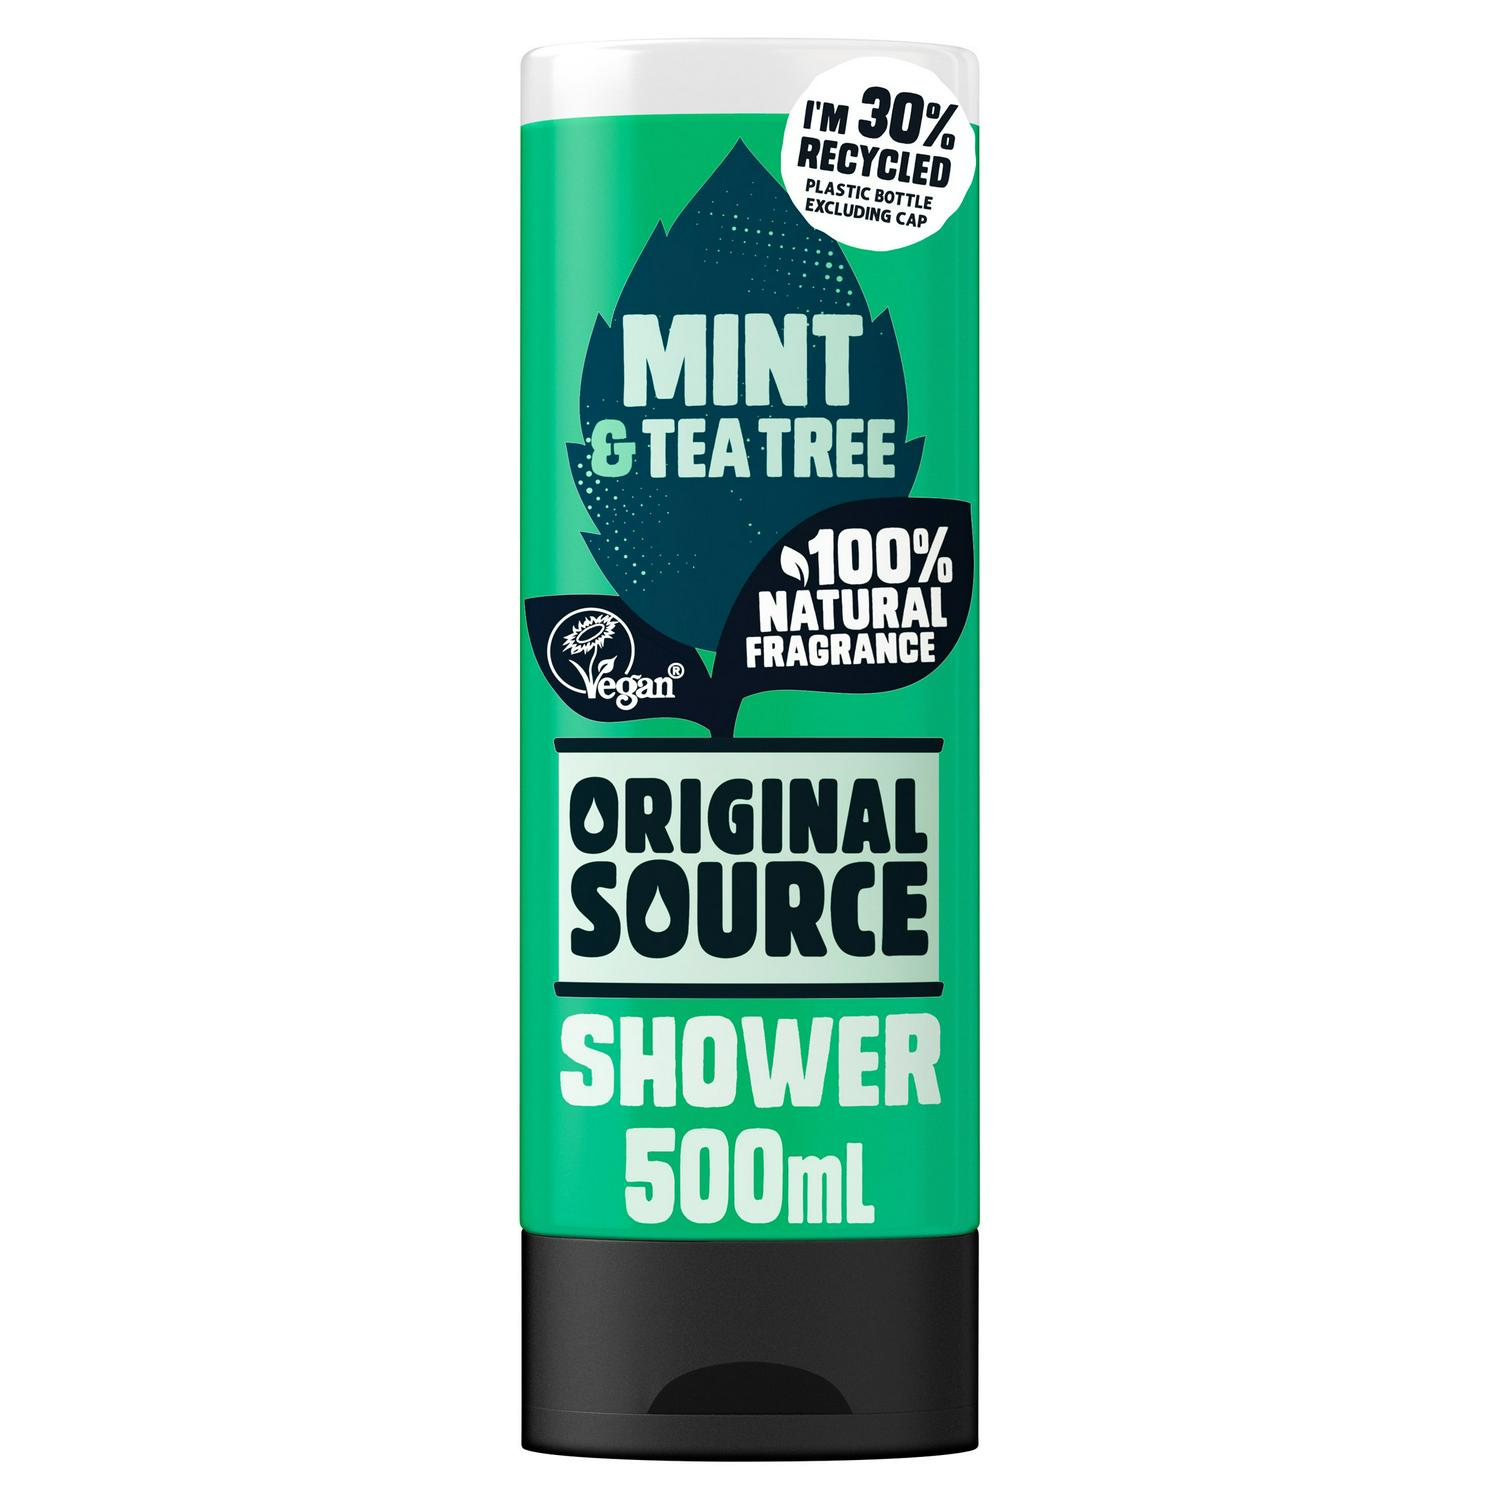 I'M 30%
RECYCLED
PLASTIC BOTTLE
EXCLUDING CAP
MINT
& TEA TREE
100%
NATURAL
FRAGRANCE
Vegan®
ORIGINAL
SOURCE
SHOWER
500mL